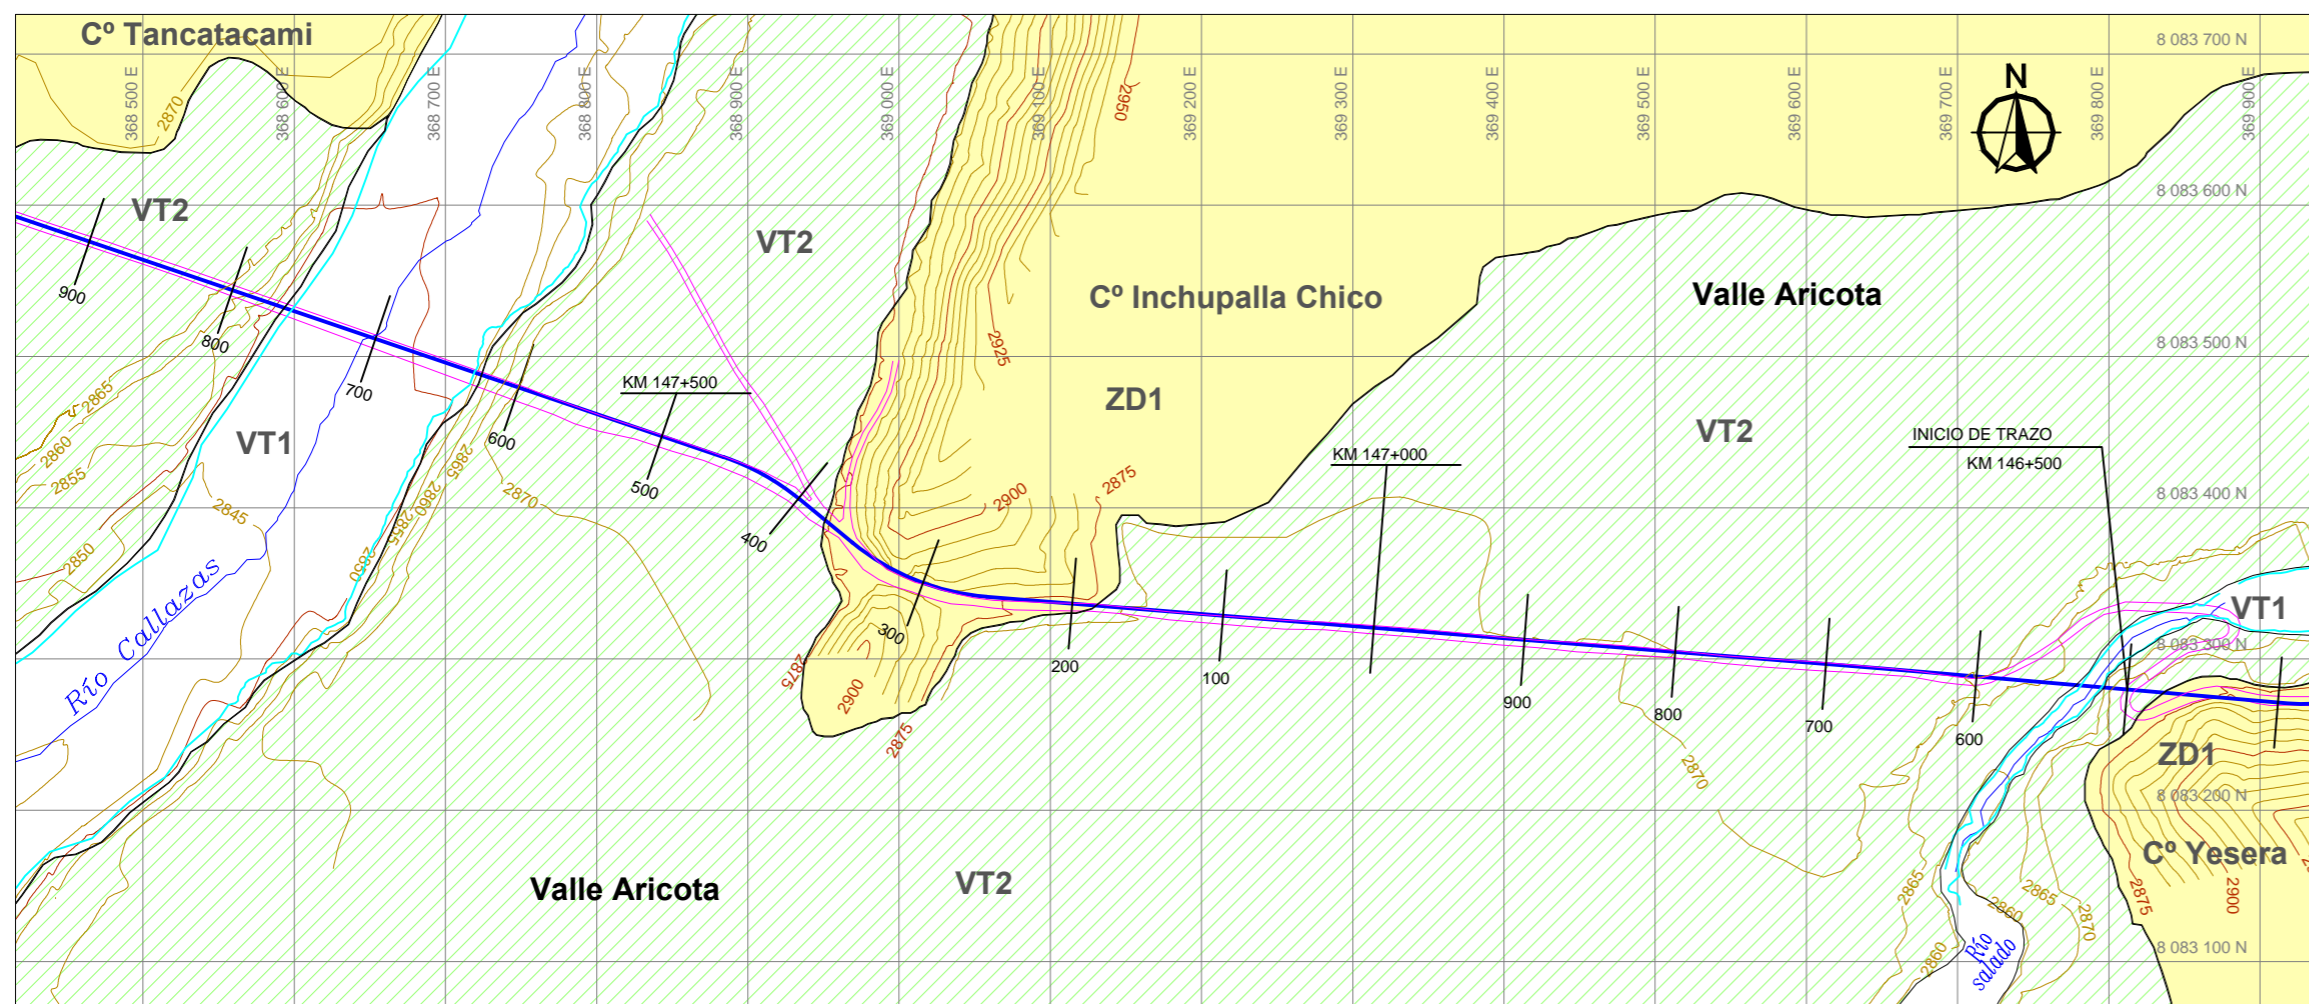 Cº Tancatacami
8 083 700 N
N
368 500 E
368 600 E
368 700 E
368 800 E
368 900 E
369 000 E
369 100 E
369 200 E
369 300 E
369 400 E
369 500 E
369 600 E
369 700 E
369 800 E
369 900 E
2870
2950
8 083 600 N
VT2
VT2
Cº Inchupalla Chico
Valle Aricota
900
800
2925
8 083 500 N
700
KM 147+500
ZD1
2865
2860
2855
2850
VT1
600
2865
2860
2855
2850
2870
2845
500
400
2900
2875
KM 147+000
VT2
INICIO DE TRAZO
KM 146+500
8 083 400 N
Río Callazas
300
200
100
900
800
700
600
VT1
8 083 300 N
2875
2900
2875
2870
ZD1
8 083 200 N
Cº Yesera
Valle Aricota
VT2
2865
2860
2865
2870
2860
2875
2900
Río
salado
8 083 100 N